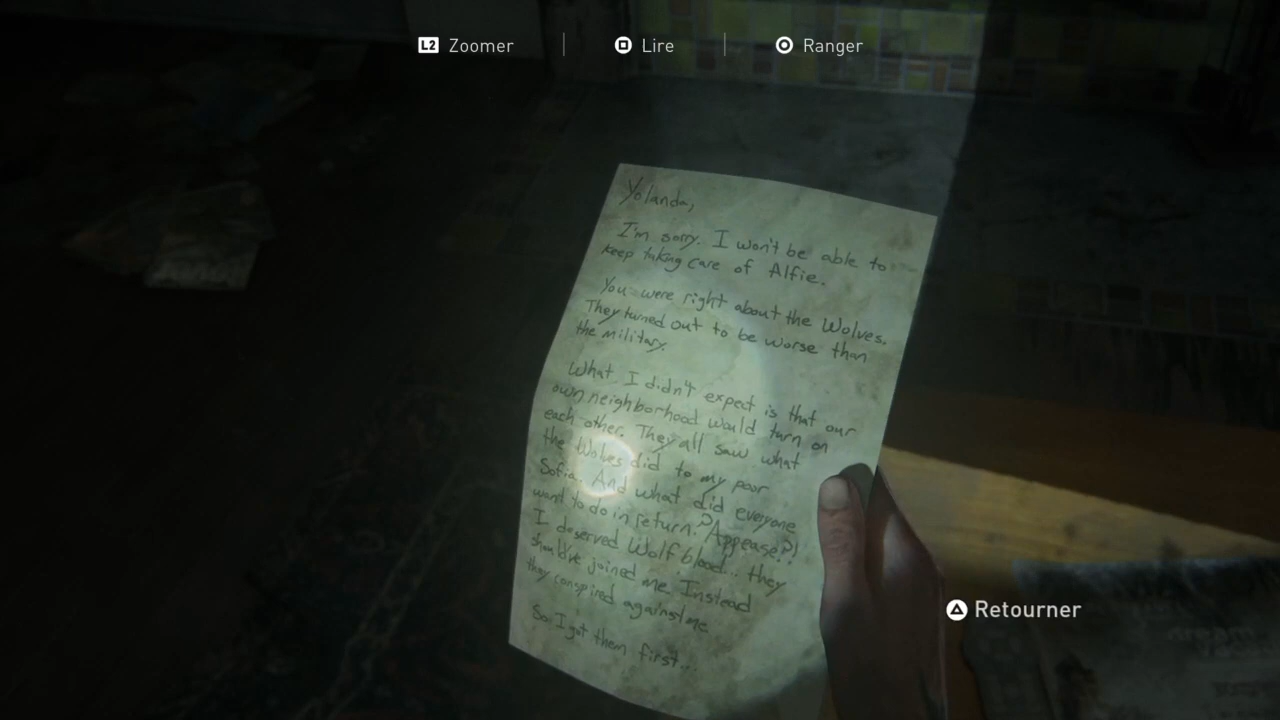 L2 Zoomer
Lire
Ranger
Yolanda,
I'm sorry. I won't be able to
keep taking care of Alfie.
You were right about the Wolves.
They turned out to be worse than
the military.
What I didn't expect is that our
own neighborhood would turn on
each other. They all saw what
the Wolves did to my poor
Sofia. And what did everyone
want to do in return? Appease?!
I deserved Wolf blood... they
should've joined me. Instead
they conspired against me.
So I got them first...
Retourner